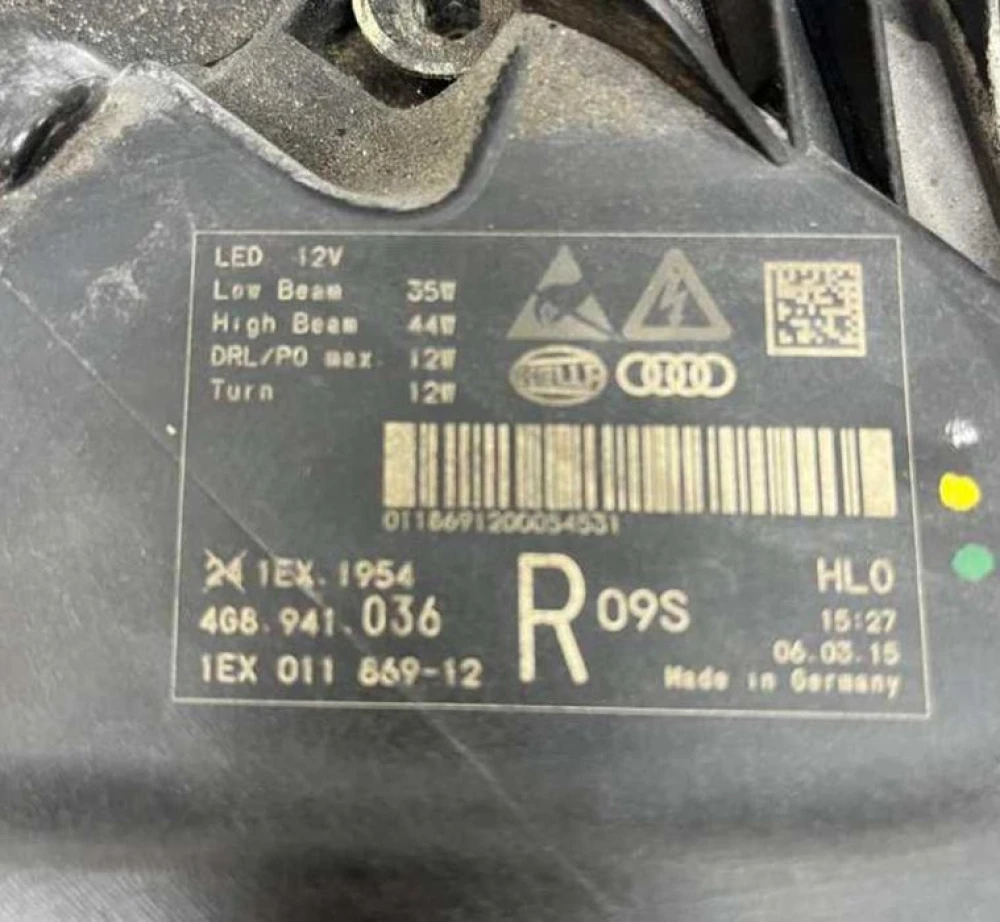 LED 12V
Low Beam 35W
High Beam 44W
DRL/PO max. 12W
Turn 12W
HELLA
0118691200054531
24 1EX.1954
4G8.941.036
1EX 011 869-12
R 09S
HLO
15:27
06.03.15
Made in Germany